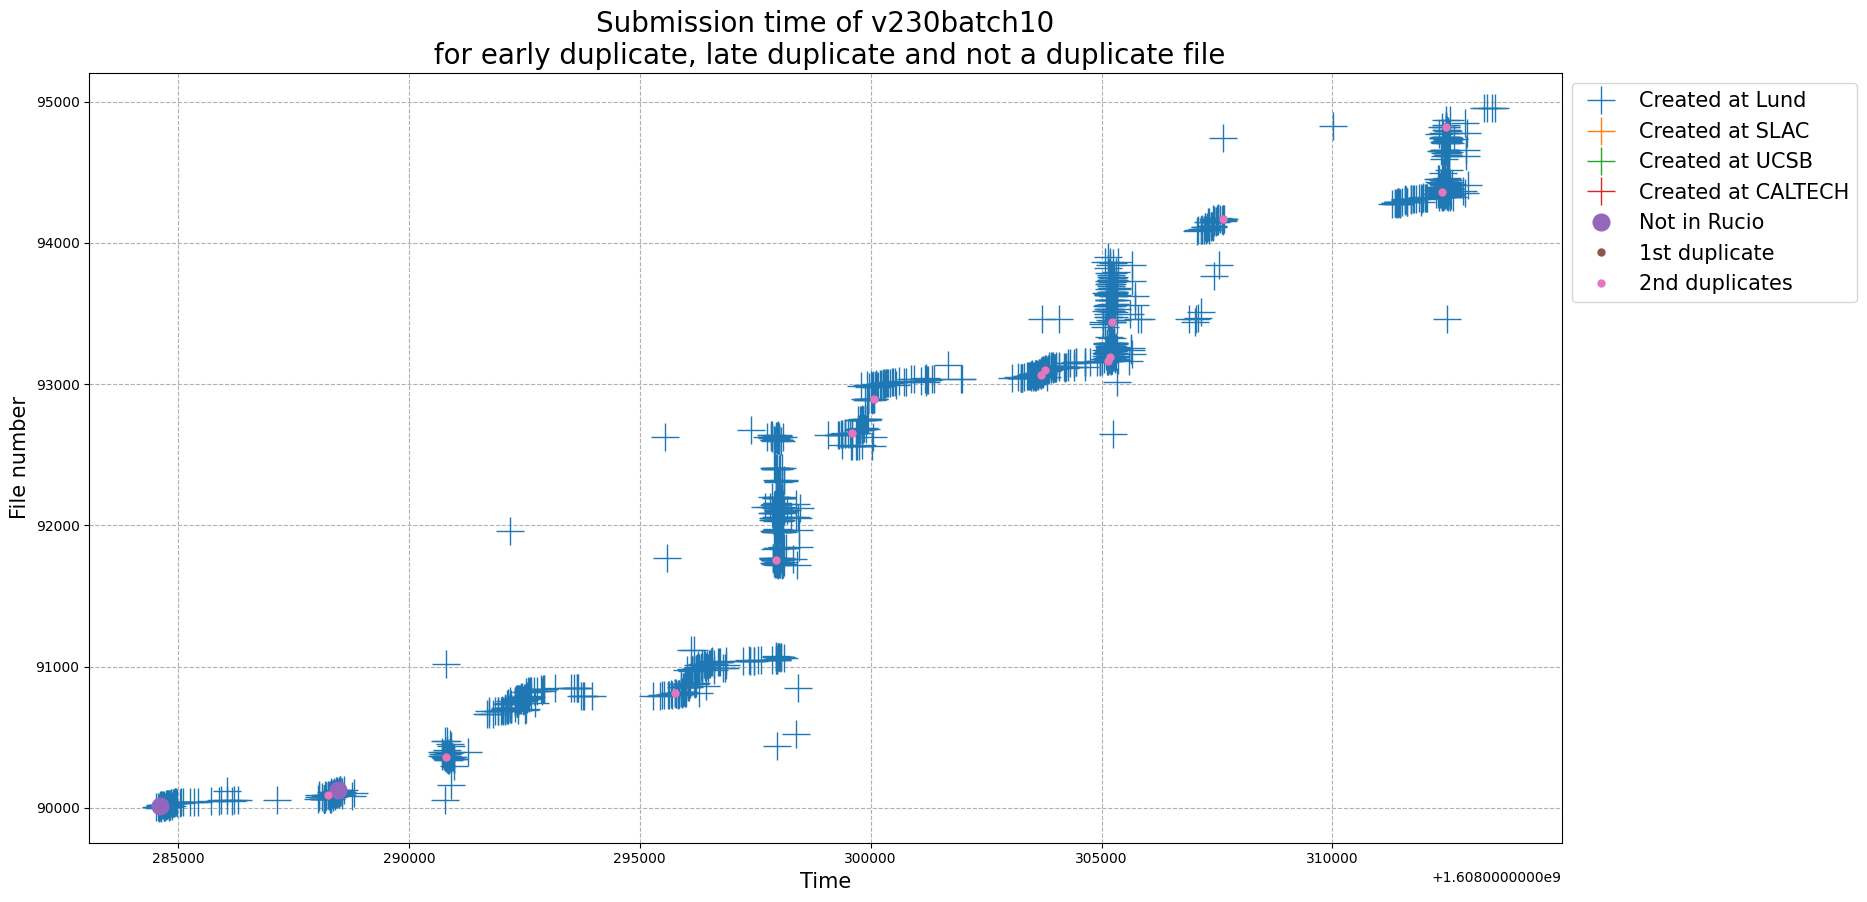 Submission time of v230batch10
for early duplicate, late duplicate and not a duplicate file
Created at Lund
Created at SLAC
Created at UCSB
Created at CALTECH
Not in Rucio
1st duplicate
2nd duplicates
File number
95000
94000
93000
92000
91000
90000
285000
290000
295000
300000
305000
310000
+1.6080000000e9
Time